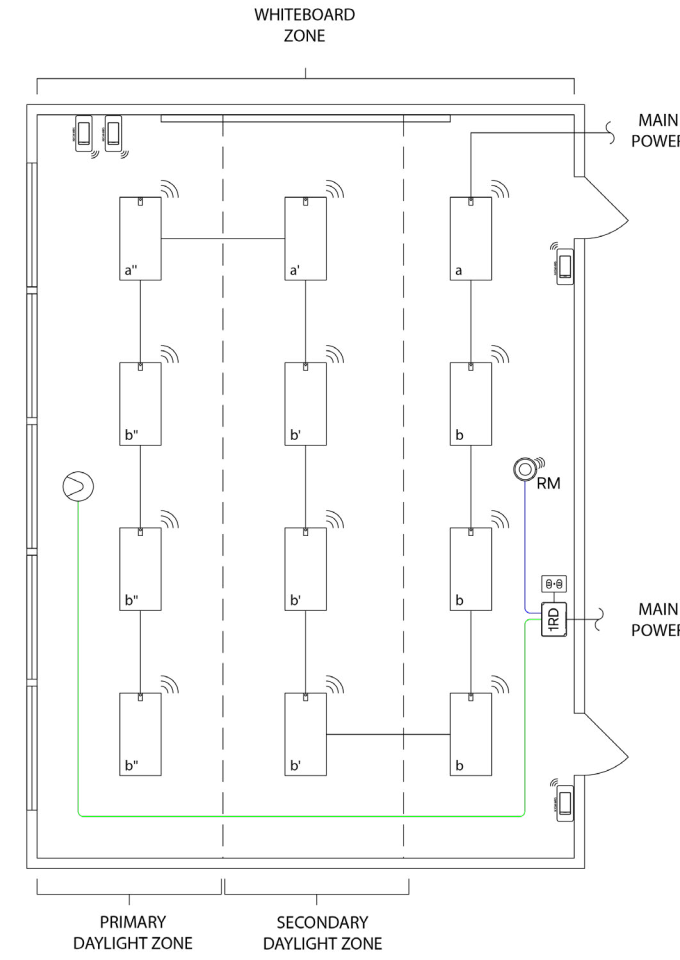 WHITEBOARD
ZONE
MAIN
POWER
a"
a'
a
b"
b'
b
RM
b"
b'
b
1RD
MAIN
POWER
b"
b'
b
PRIMARY
DAYLIGHT ZONE
SECONDARY
DAYLIGHT ZONE